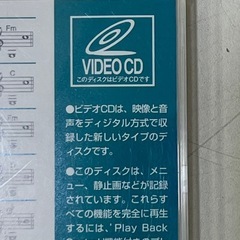 Fm
C
VIDEO CD
このディスクはビデオCDです
●ビデオCDは、映像と音
声をディジタル方式で収
録した新しいタイプのデ
ィスクです。
●このディスクは、メニ
ュー、静止画などが記録
されています。これらす
べての機能を完全に再生
するには、'Play Back